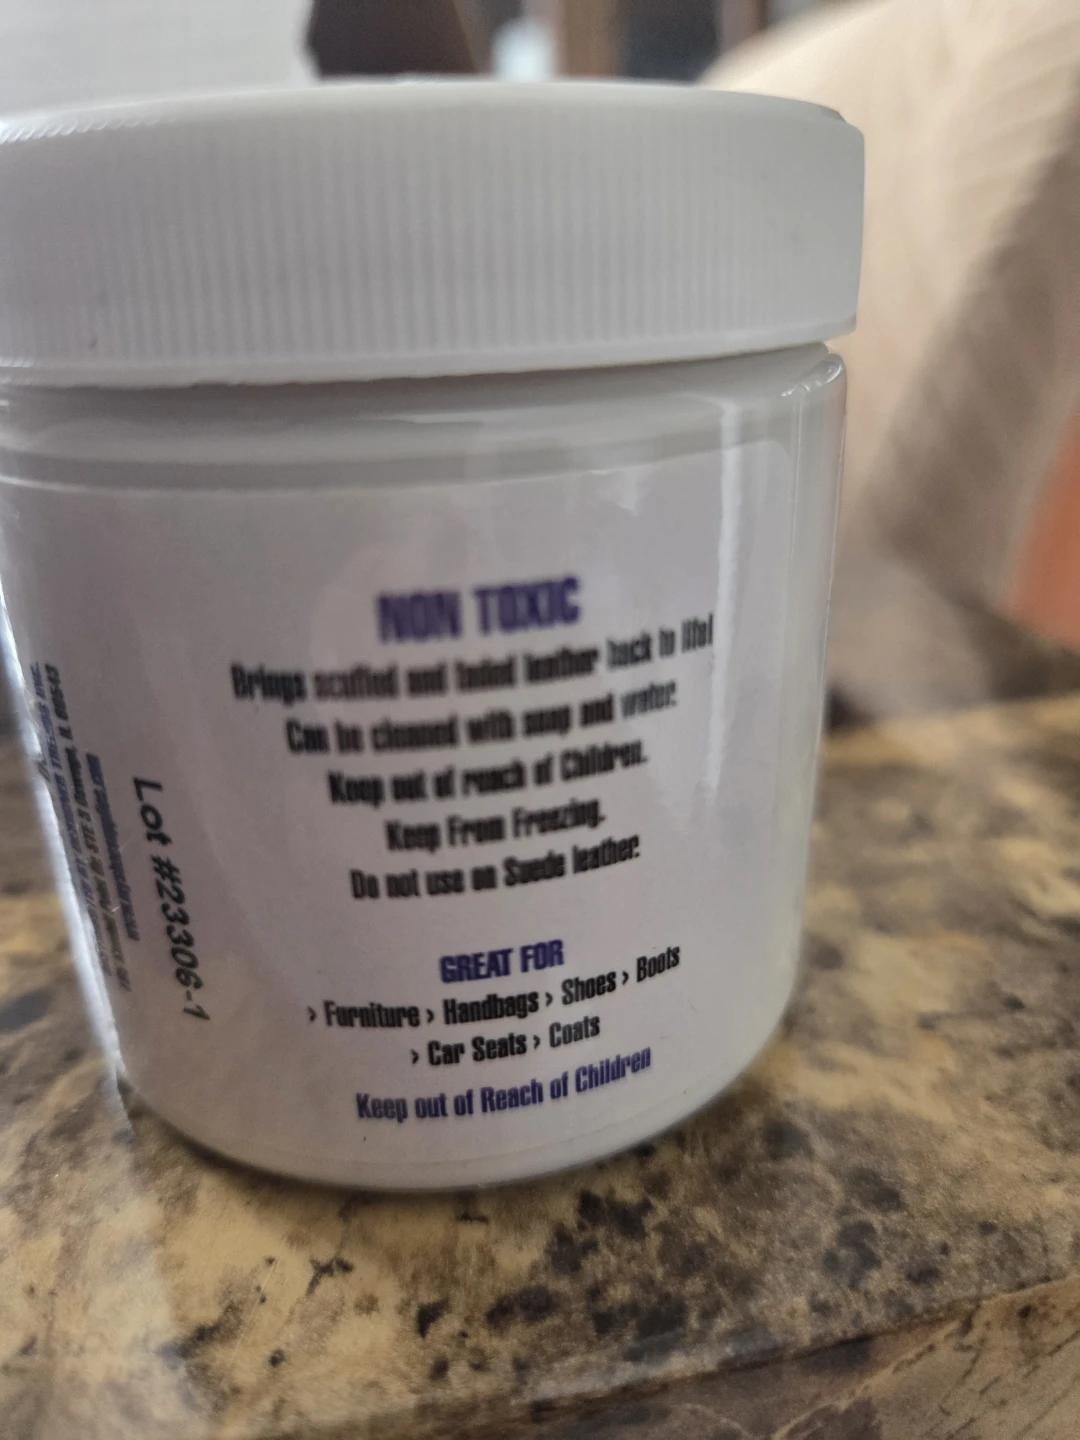 NON TOXIC
Brings scuffed and faded leather back to life!
Can be cleaned with soap and water.
Keep out of reach of Children.
Keep From Freezing.
Do not use on Suede leather.
GREAT FOR
› Furniture › Handbags › Shoes › Boots
› Car Seats › Coats
Keep out of Reach of Children
Lot #23306-1